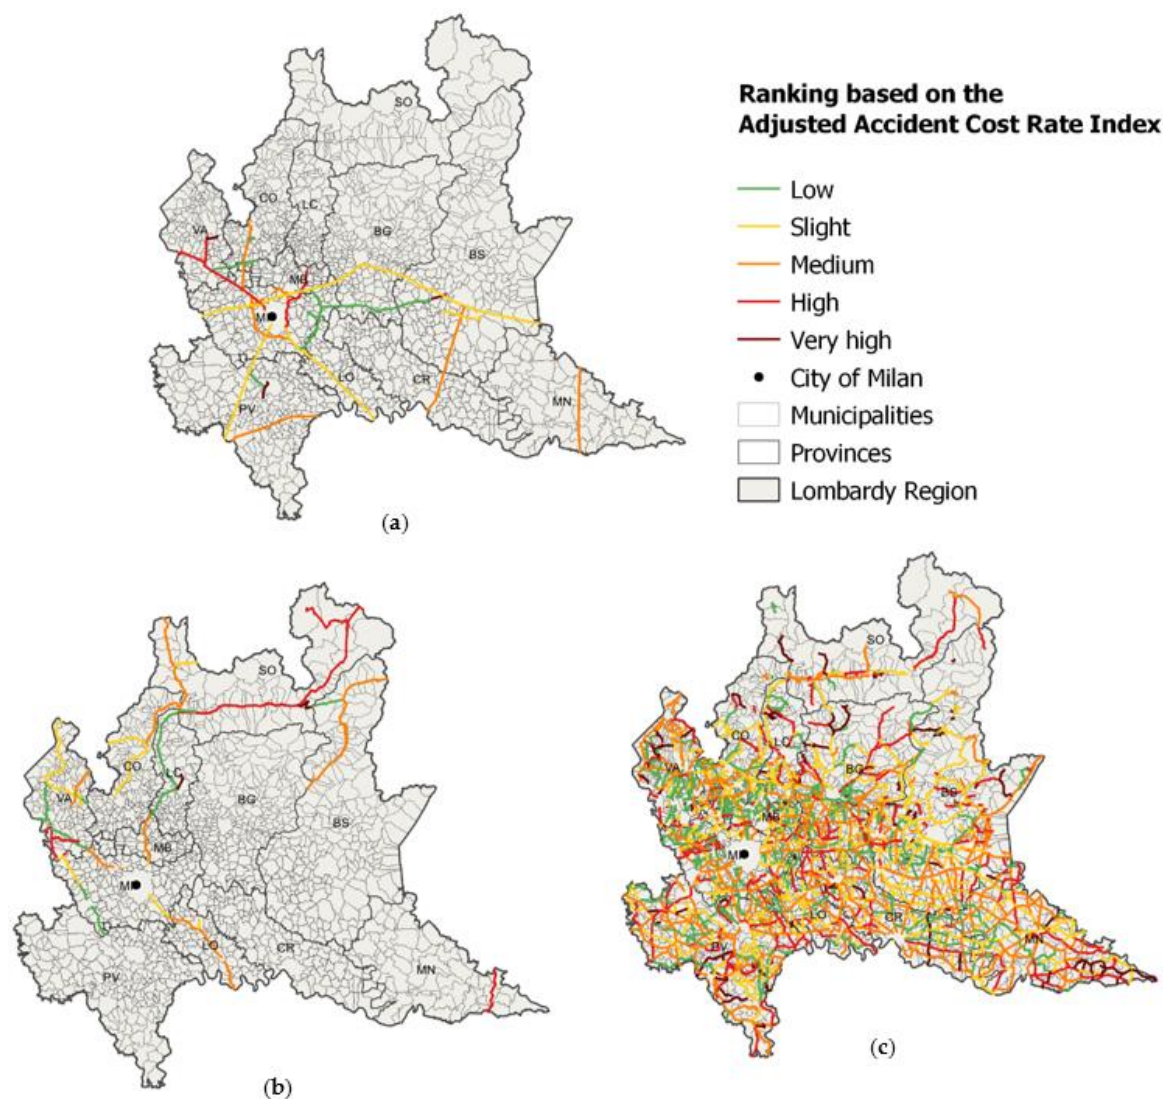 Ranking based on the
Adjusted Accident Cost Rate Index
Low
Slight
Medium
High
Very high
City of Milan
Municipalities
Provinces
Lombardy Region
SO
CO
LC
VA
BG
BS
MB
MI
LO
CR
PV
MN
(a)
SO
CO
LC
VA
BG
BS
MB
MI
LO
CR
MN
PV
(b)
SO
CO
LC
VA
BG
BS
MB
MI
LO
CR
PV
MN
(c)